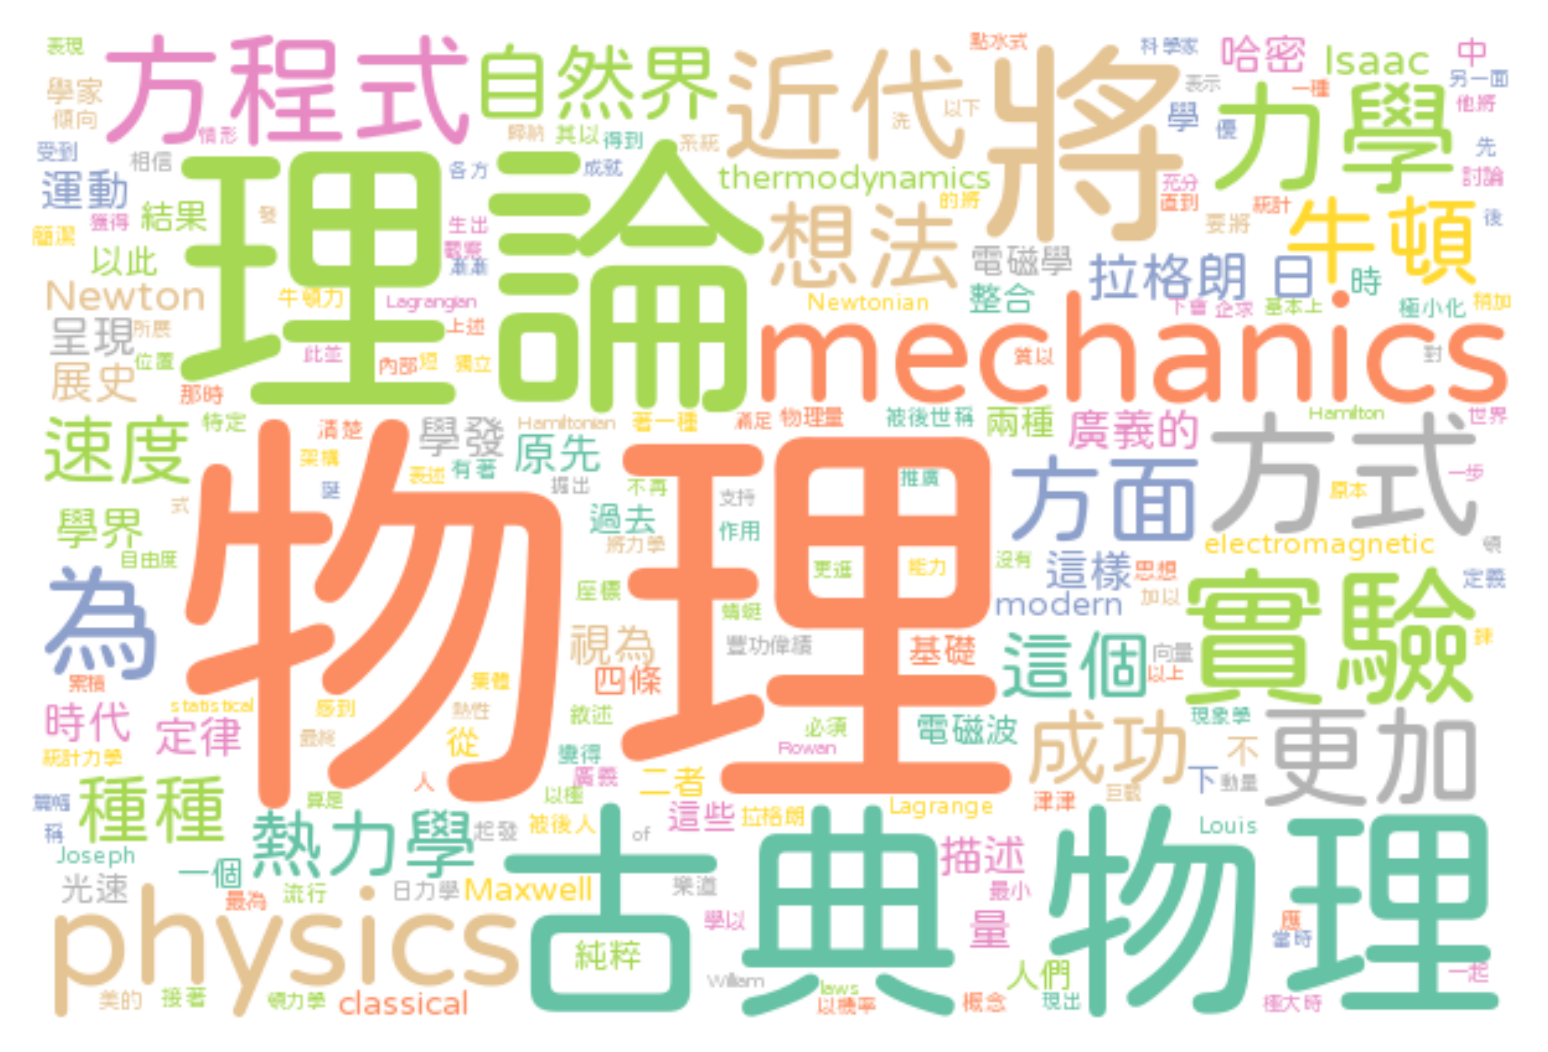 表現
方程式
自然界
近代
點水式
將
科學家
哈密
Isaac
中
學家
傾向
情形
歸納
其以
得到
系統
洗
以下
表示
一種
另一面
他將
力學
學
優
受到
相信
理論
各方
成就
thermodynamics
的將
充分
直到
統計
先
討論
運動
獲得
結果
發
生出
觀察
想法
要將
牛頓
後
簡潔
以此
漸漸
電磁學
拉格朗
日
時
Newton
牛頓力
Lagrangian
Newtonian
整合
下會
企求
基本上
極小化
稍加
呈現
所展
位置
上述
此並
內部
短
獨立
mechanics
質以
對
展史
那時
速度
特定
清楚
學發
Hamiltonian
著一種
滿足
物理量
被後世稱
兩種
廣義的
Hamilton
世界
物理
架構
表述
有著
原先
誕
掘出
不再
支持
推廣
方面
方式
一步
原本
式
學界
自由度
過去
將力學
作用
electromagnetic
頓
更進
能力
沒有
這樣
思想
定義
為
座標
蜻蜓
modern
加以
實驗
累積
視為
豐功偉績
基礎
這個
向量
以上
四條
集體
時代
statistical
感到
熱性
敘述
必須
電磁波
成功
現象學
更加
定律
最終
從
Rowan
不
統計力學
變得
廣義
人
二者
下
動量
篇幅
種種
算是
以極
Lagrange
津津
巨觀
稱
熱力學
起發
被後人
of
這些
拉格朗
古典物理
Louis
Joseph
一個
描述
光速
最為
流行
日力學
Maxwell
樂道
最小
physics
學以
量
應
當時
純粹
William
人們
一起
美的
接著
頓力學
classical
laws
以機率
概念
現出
極大時